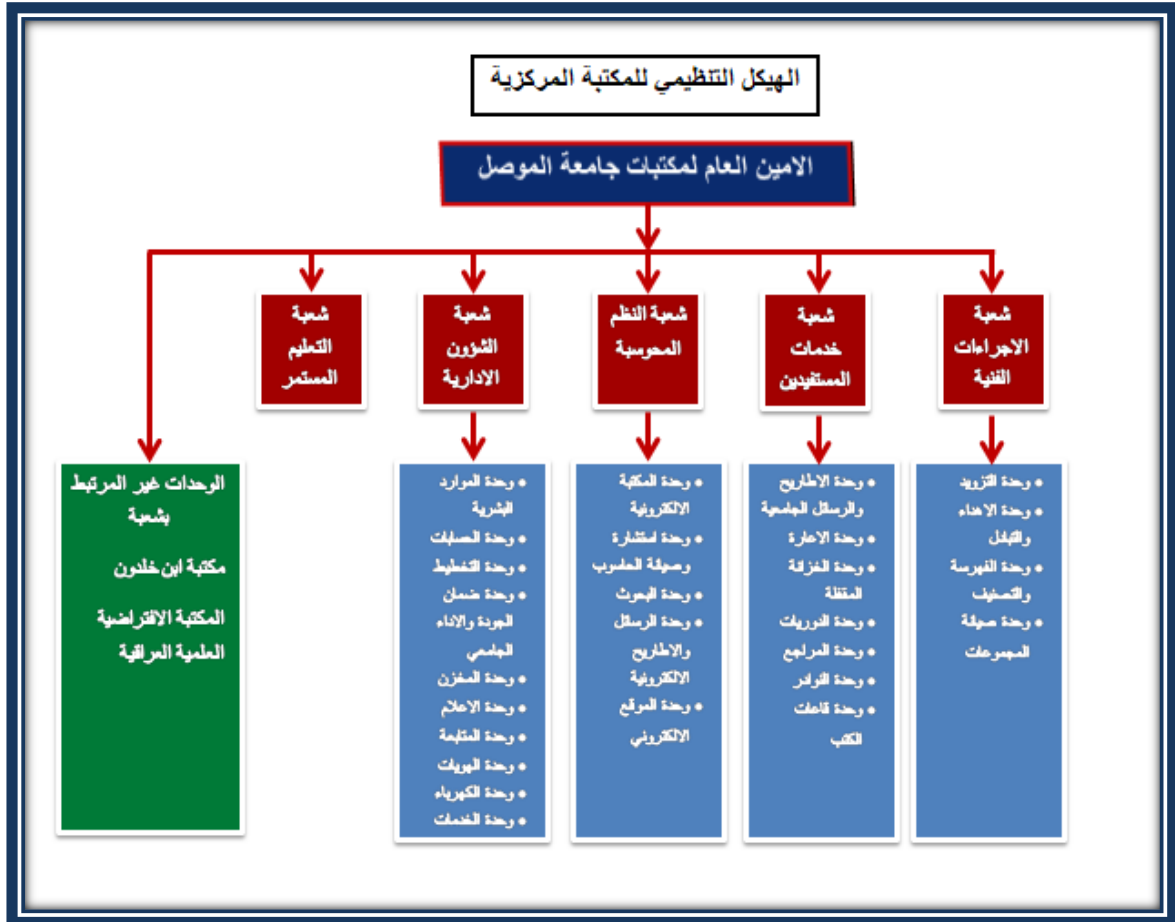 الهيكل التنظيمي للمكتبة المركزية
الامين العام لمكتبات جامعة الموصل
شعبة
الاجراءات
الفنية
شعبة
خدمات
المستفيدين
شعبة النظم
المحوسبة
شعبة
الشؤون
الادارية
شعبة
التعليم
المستمر
• وحدة التزويد
• وحدة الاهداء
والتبادل
• وحدة الفهرسة
والتصنيف
• وحدة صيانة
المجموعات
• وحدة الاطاريح
والرسائل الجامعية
• وحدة الاعارة
• وحدة الخزانة
المقفلة
• وحدة الدوريات
• وحدة المراجع
• وحدة النوادر
• وحدة قاعات
الكتب
• وحدة المكتبة
الالكترونية
• وحدة استشارة
وصيانة الحاسوب
• وحدة البحوث
• وحدة الرسائل
والاطاريح
الالكترونية
• وحدة الموقع
الالكتروني
• وحدة الموارد
البشرية
• وحدة الحسابات
• وحدة التخطيط
• وحدة ضمان
الجودة والاداء
الجامعي
• وحدة المخزن
• وحدة الاعلام
• وحدة المتابعة
• وحدة الهويات
• وحدة الكهرباء
• وحدة الخدمات
الوحدات غير المرتبط
بشعبة
مكتبة ابن خلدون
المكتبة الافتراضية
العلمية العراقية